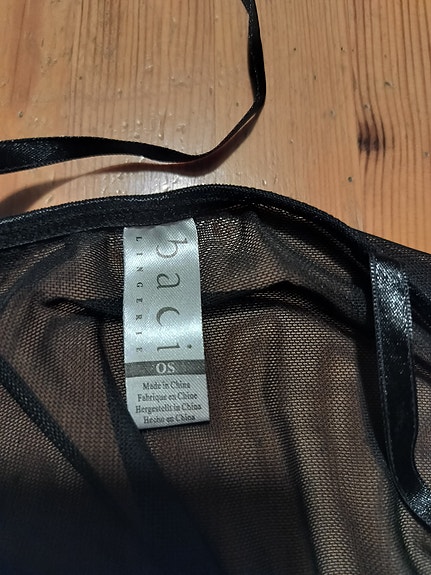 baci
LINGERIE
OS
Made in China
Fabrique en Chine
Hergestellt in China
Hecho en China